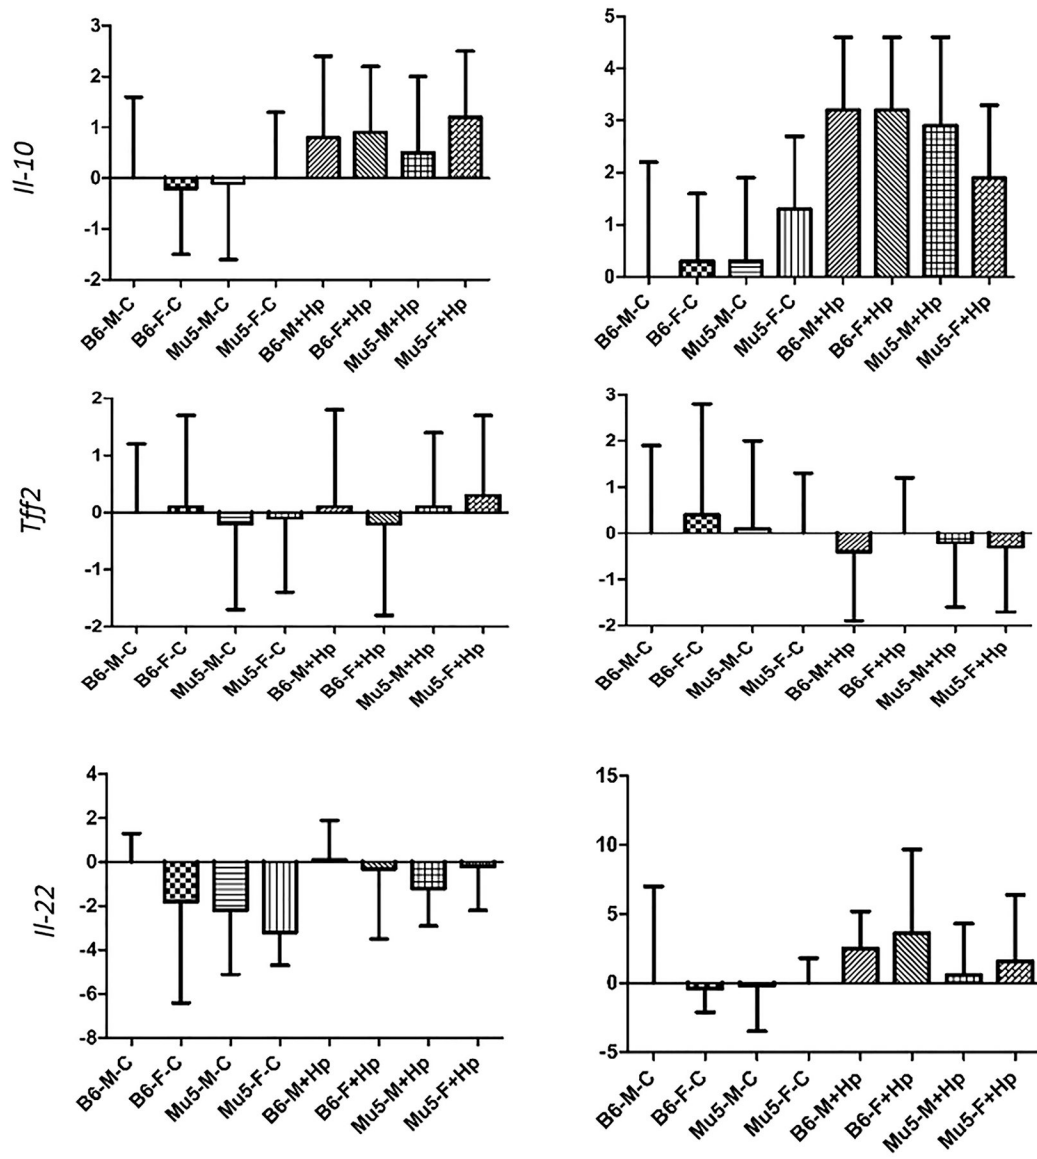 Il-10
3
2
1
0
-1
-2
B6-M-C
B6-F-C
Mu5-M-C
Mu5-F-C
B6-M+Hp
B6-F+Hp
Mu5-M+Hp
Mu5-F+Hp
5
4
3
2
1
0
B6-M-C
B6-F-C
Mu5-M-C
Mu5-F-C
B6-M+Hp
B6-F+Hp
Mu5-M+Hp
Mu5-F+Hp
Tff2
2
1
0
-1
-2
B6-M-C
B6-F-C
Mu5-M-C
Mu5-F-C
B6-M+Hp
B6-F+Hp
Mu5-M+Hp
Mu5-F+Hp
3
2
1
0
-1
-2
B6-M-C
B6-F-C
Mu5-M-C
Mu5-F-C
B6-M+Hp
B6-F+Hp
Mu5-M+Hp
Mu5-F+Hp
Il-22
4
2
0
-2
-4
-6
-8
B6-M-C
B6-F-C
Mu5-M-C
Mu5-F-C
B6-M+Hp
B6-F+Hp
Mu5-M+Hp
Mu5-F+Hp
15
10
5
0
-5
B6-M-C
B6-F-C
Mu5-M-C
Mu5-F-C
B6-M+Hp
B6-F+Hp
Mu5-M+Hp
Mu5-F+Hp